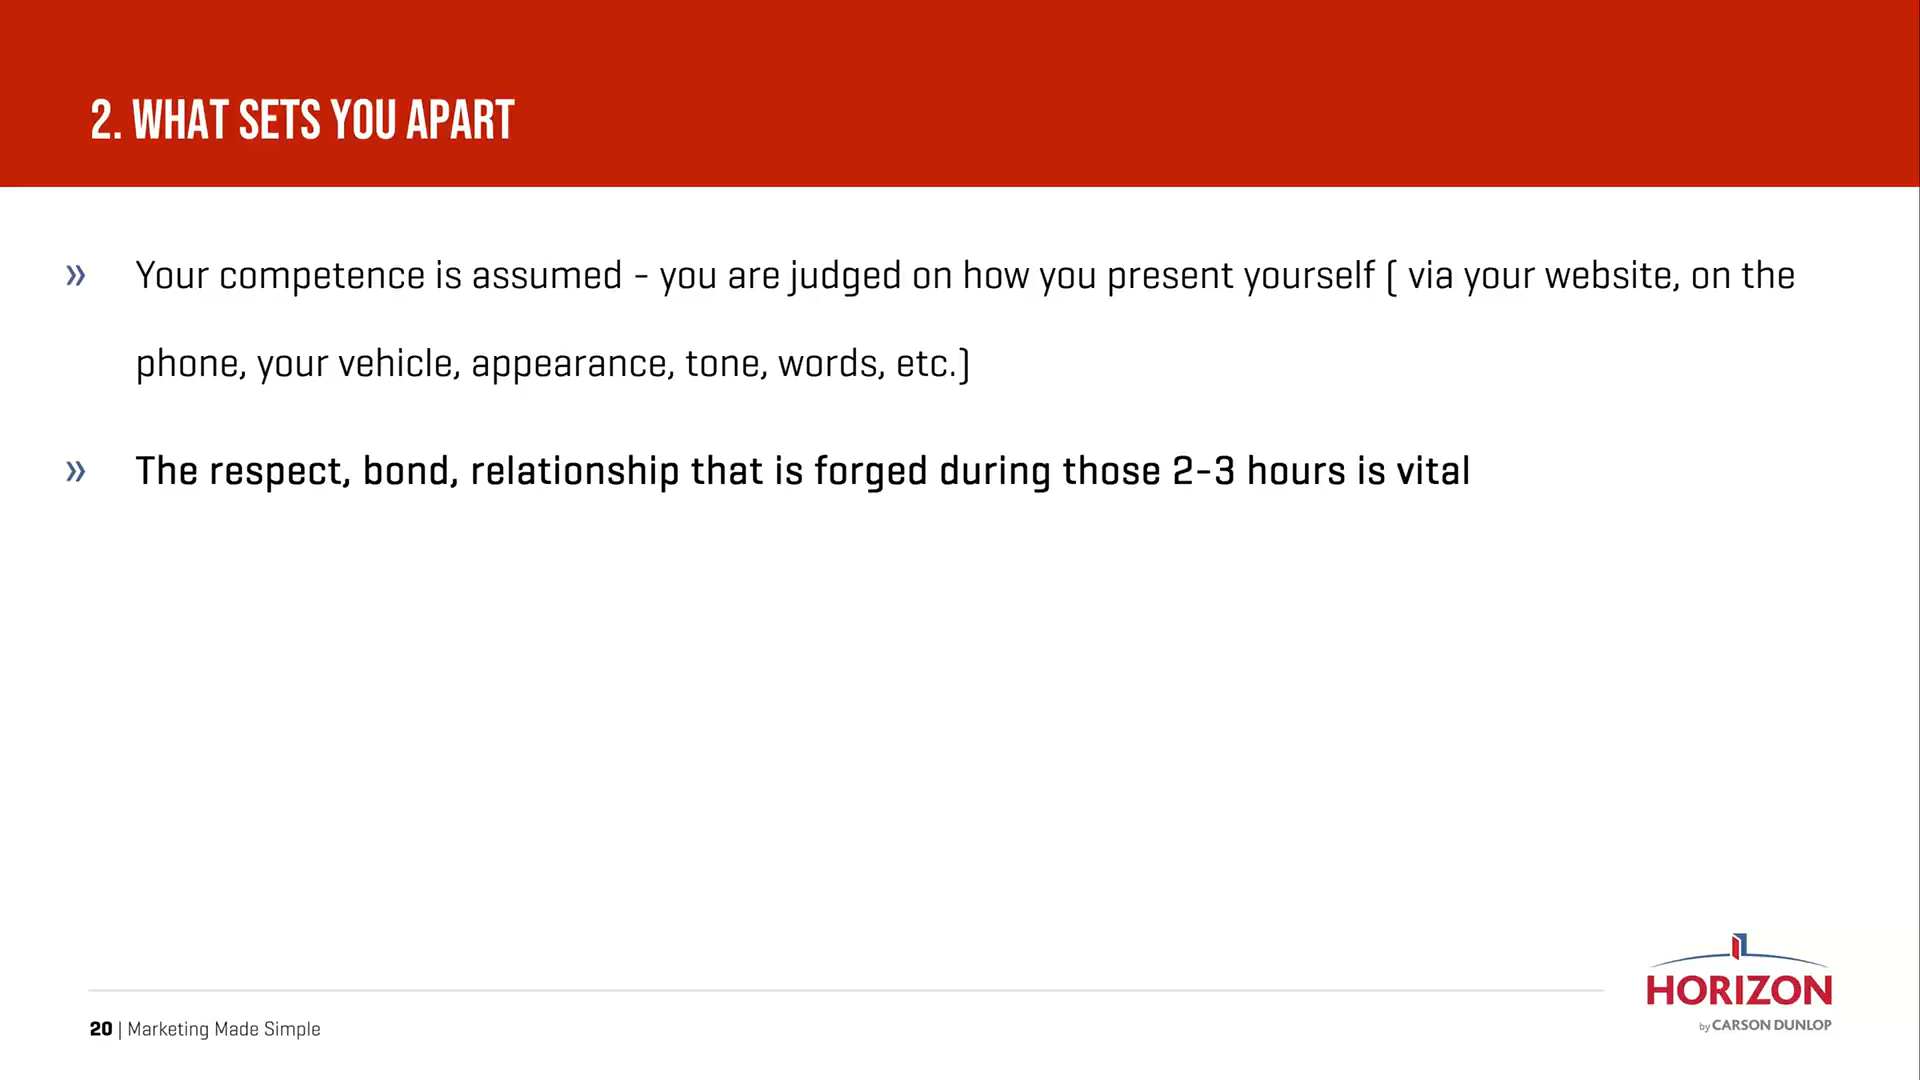 2. WHAT SETS YOU APART
» Your competence is assumed - you are judged on how you present yourself ( via your website, on the
phone, your vehicle, appearance, tone, words, etc.)
» The respect, bond, relationship that is forged during those 2-3 hours is vital
HORIZON
by CARSON DUNLOP
20 | Marketing Made Simple